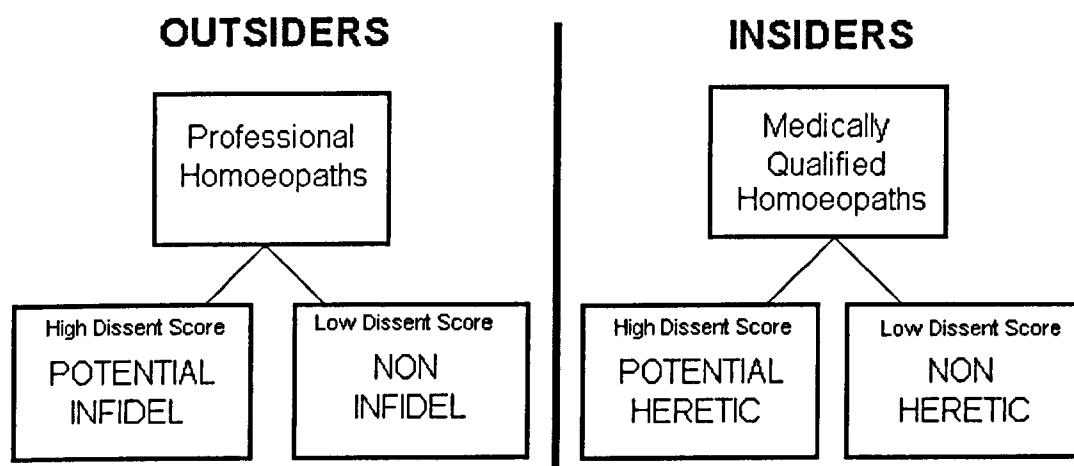 OUTSIDERS
Professional
Homoeopaths
High Dissent Score
POTENTIAL
INFIDEL
Low Dissent Score
NON
INFIDEL
INSIDERS
Medically
Qualified
Homoeopaths
High Dissent Score
POTENTIAL
HERETIC
Low Dissent Score
NON
HERETIC